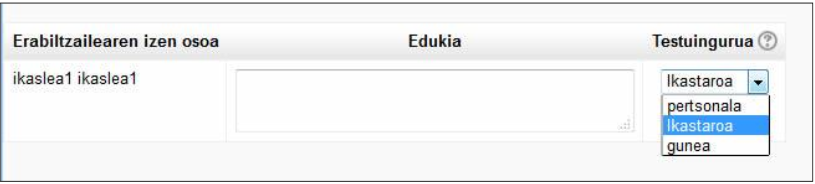 Erabiltzailearen izen osoa Edukia Testuingurua ?
ikaslea1 ikaslea1 Ikastaroa
pertsonala
Ikastaroa
gunea